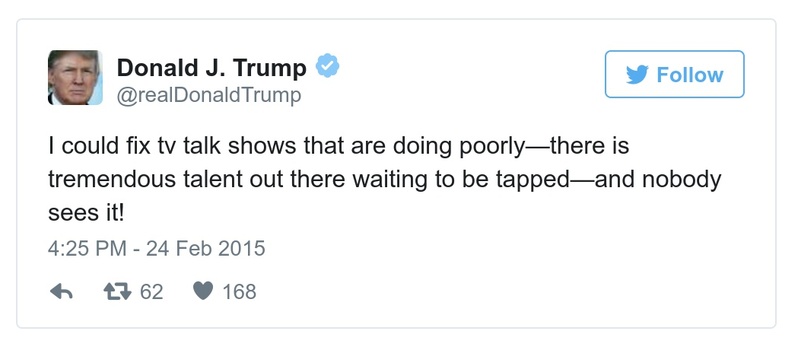 Donald J. Trump
@realDonaldTrump
Follow
I could fix tv talk shows that are doing poorly—there is
tremendous talent out there waiting to be tapped—and nobody
sees it!
4:25 PM - 24 Feb 2015
62 168